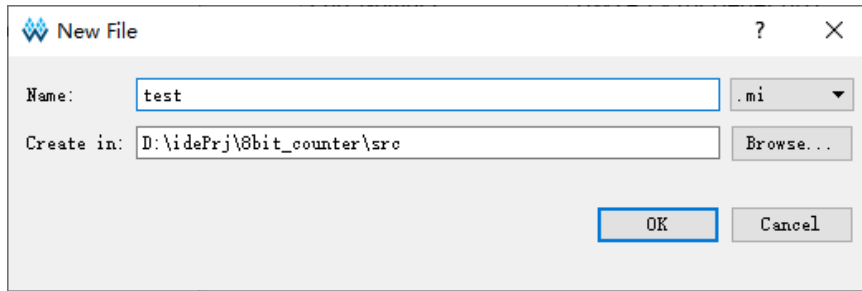 New File
Name: test .mi
Create in: D:\idePrj\8bit_counter\src Browse...
OK Cancel